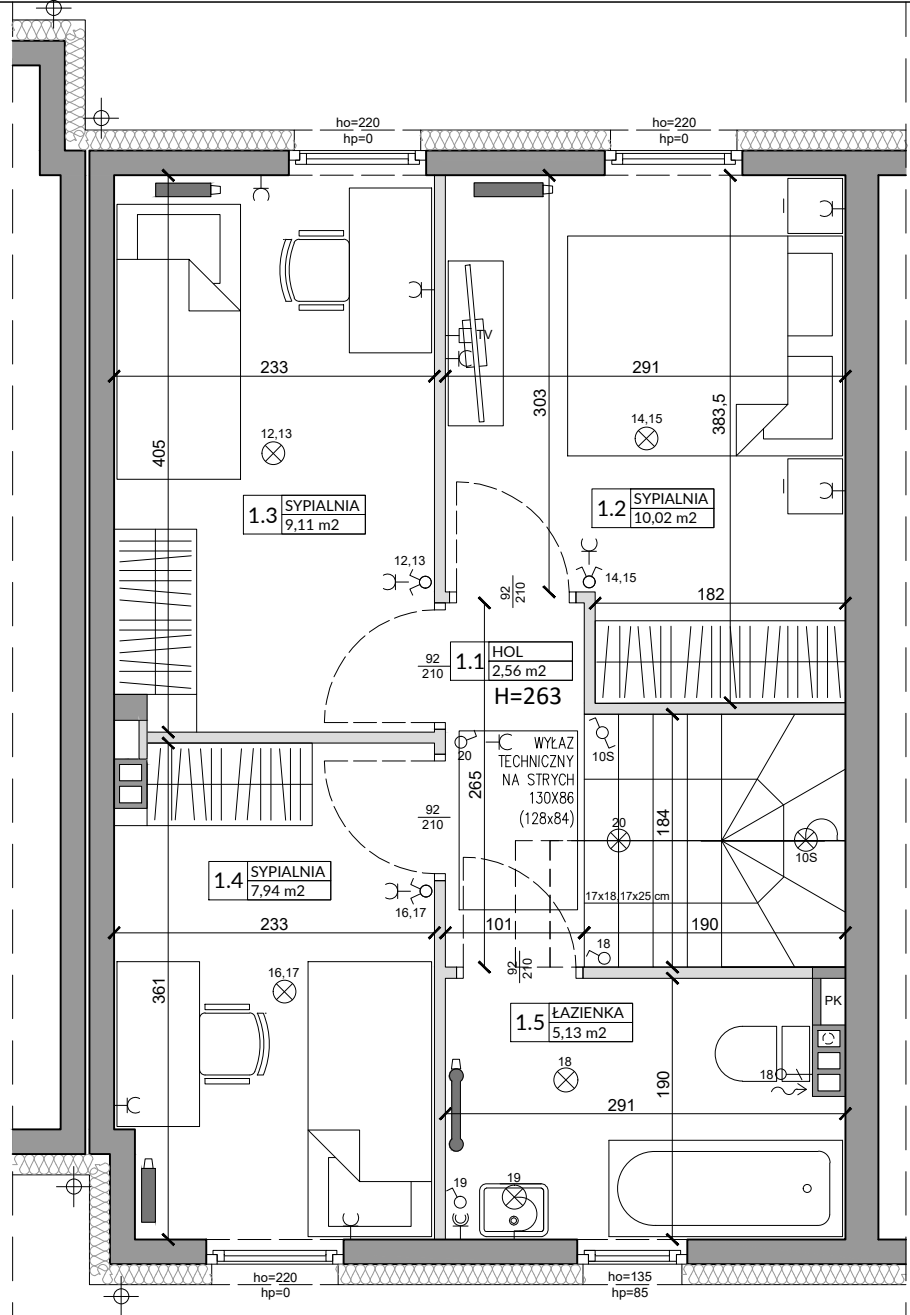 ho=220
hp=0
ho=220
hp=0
TV
233
291
303
383,5
405
12,13
14,15
1.3 SYPIALNIA
9,11 m2
1.2 SYPIALNIA
10,02 m2
12,13
14,15
92
210
182
92
210
1.1 HOL
2,56 m2
H=263
20
WYŁAZ
TECHNICZNY
NA STRYCH
130X86
(128x84)
10S
265
92
210
20
184
10S
1.4 SYPIALNIA
7,94 m2
16,17
17x18,17x25 cm
233
101
190
18
92
210
361
16,17
1.5 ŁAZIENKA
5,13 m2
PK
18
18
190
291
19
19
ho=220
hp=0
ho=135
hp=85